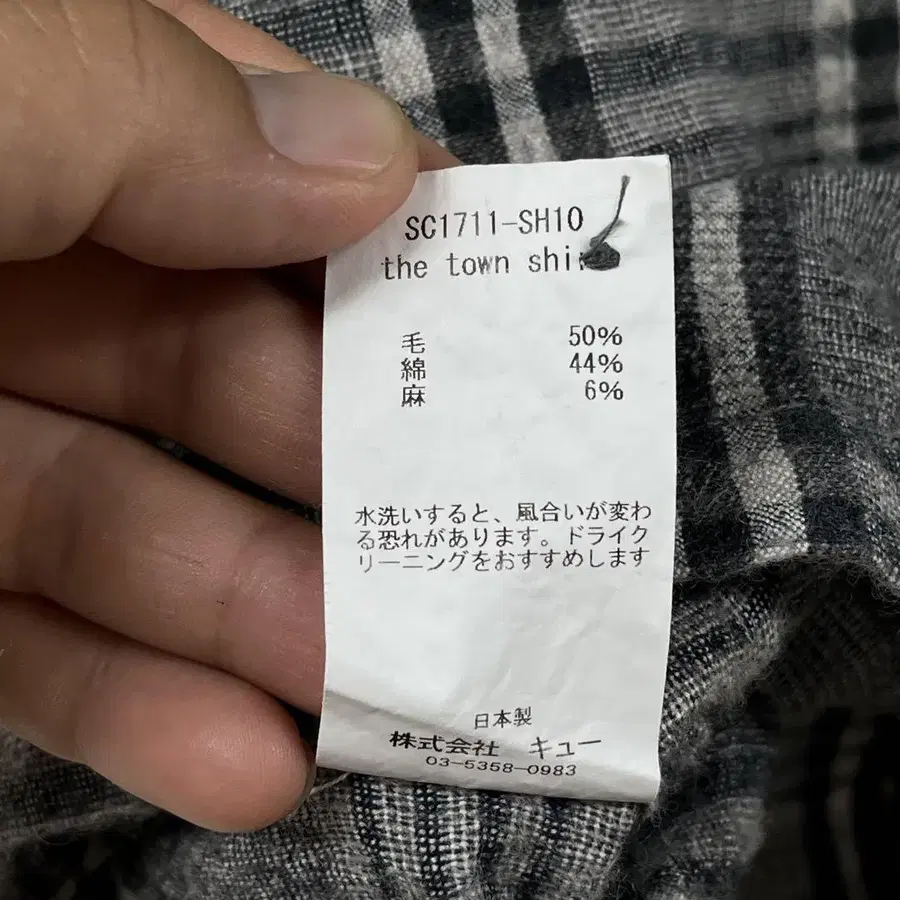 SC1711-SH10
the town
毛 50%
綿 44%
麻 6%
水洗いすると、風合いが変わ
る恐れがあります。ドライク
リーニングをおすすめします
日本製
株式会社 キュー
03-5358-0983